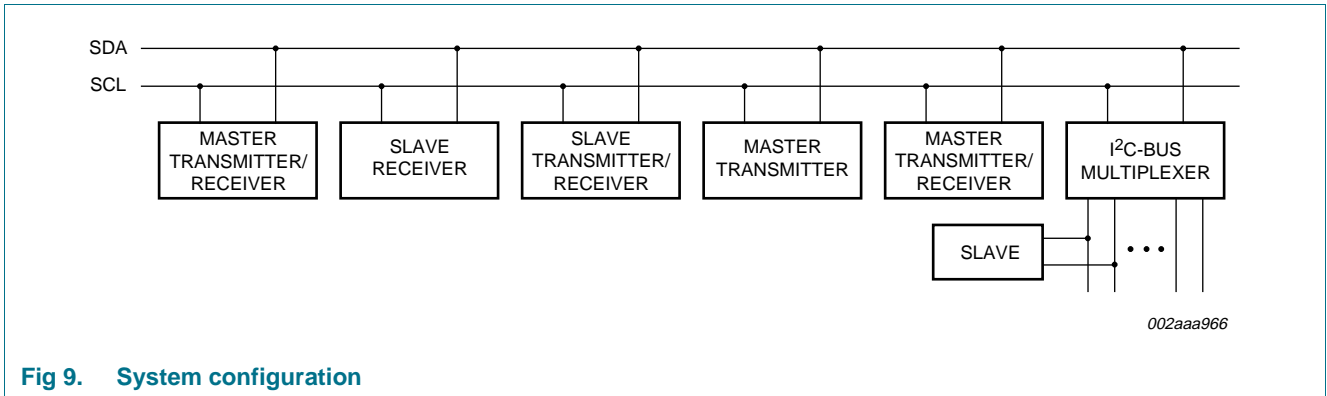 SDA
SCL
MASTER
TRANSMITTER/
RECEIVER
SLAVE
RECEIVER
SLAVE
TRANSMITTER/
RECEIVER
MASTER
TRANSMITTER
MASTER
TRANSMITTER/
RECEIVER
I²C-BUS
MULTIPLEXER
SLAVE
002aaa966
Fig 9. System configuration